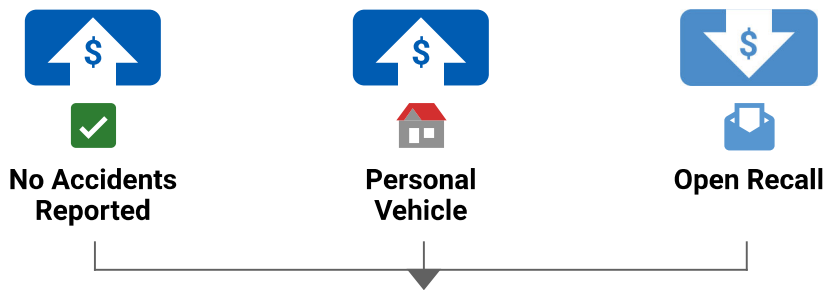 $
$
$
No Accidents
Reported
Personal
Vehicle
Open Recall